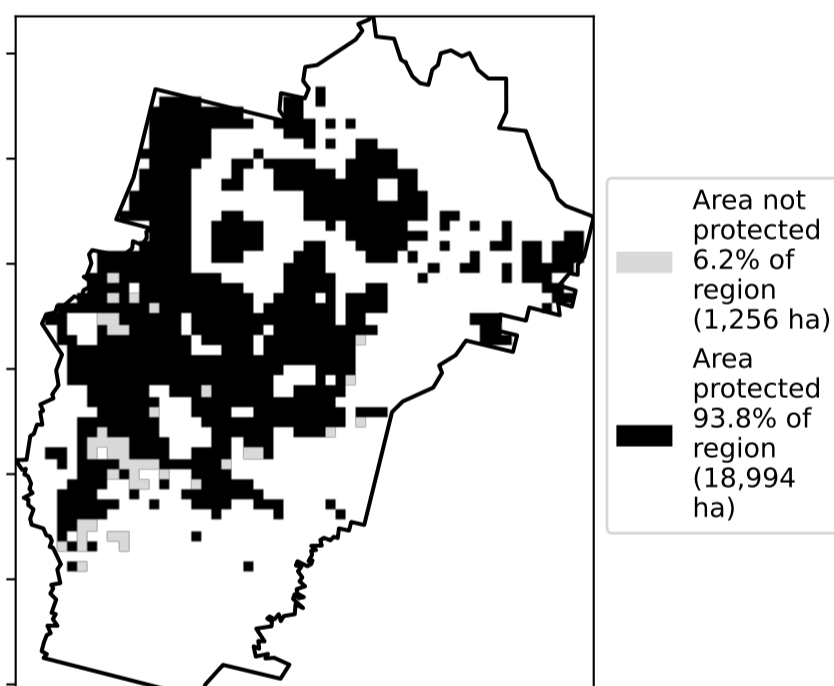 Area not
protected
6.2% of
region
(1,256 ha)
Area
protected
93.8% of
region
(18,994
ha)